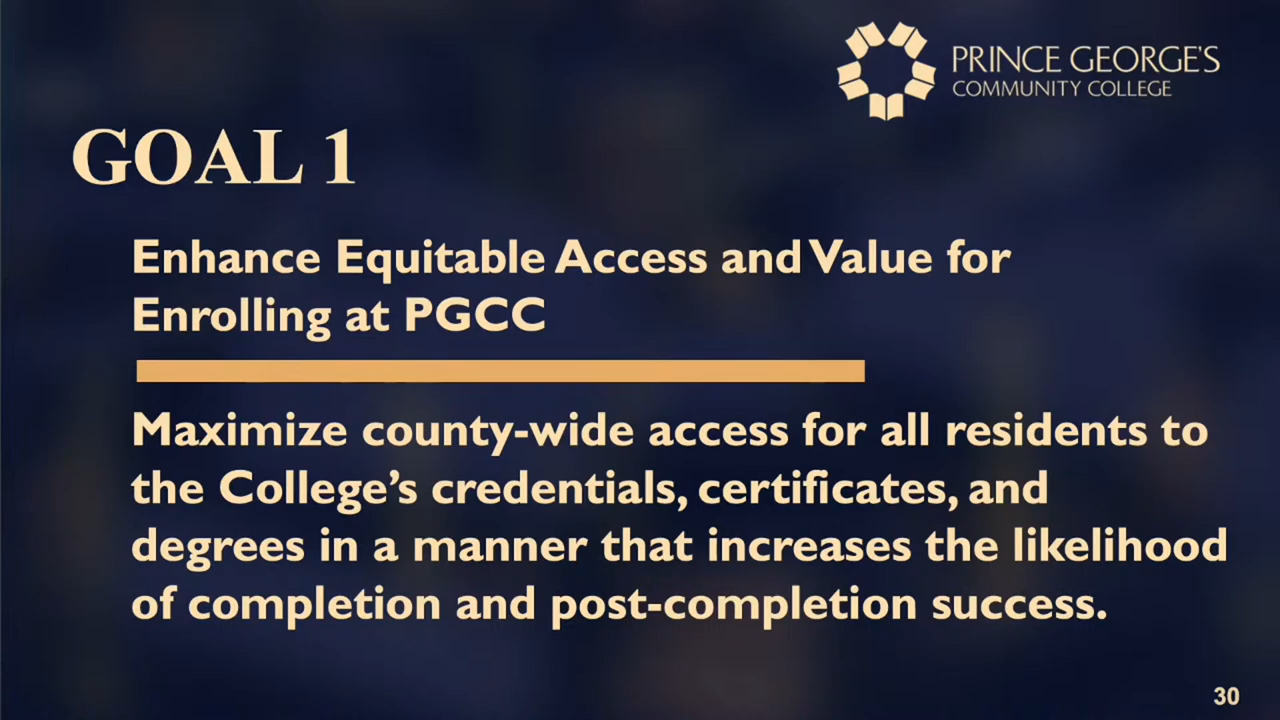 PRINCE GEORGE'S
COMMUNITY COLLEGE
GOAL 1
Enhance Equitable Access and Value for
Enrolling at PGCC
Maximize county-wide access for all residents to
the College’s credentials, certificates, and
degrees in a manner that increases the likelihood
of completion and post-completion success.
30